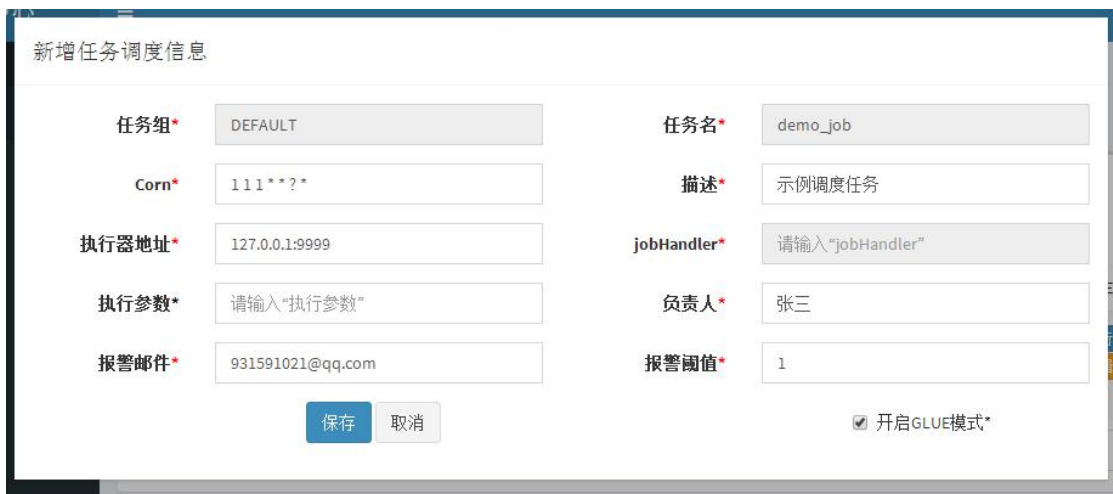 新增任务调度信息
任务组* DEFAULT 任务名* demo_job
Corn* 1 1 1 * * ? * 描述* 示例调度任务
执行器地址* 127.0.0.1:9999 jobHandler* 请输入“jobHandler”
执行参数* 请输入“执行参数” 负责人* 张三
报警邮件* 931591021@qq.com 报警阈值* 1
保存 取消 开启GLUE模式*